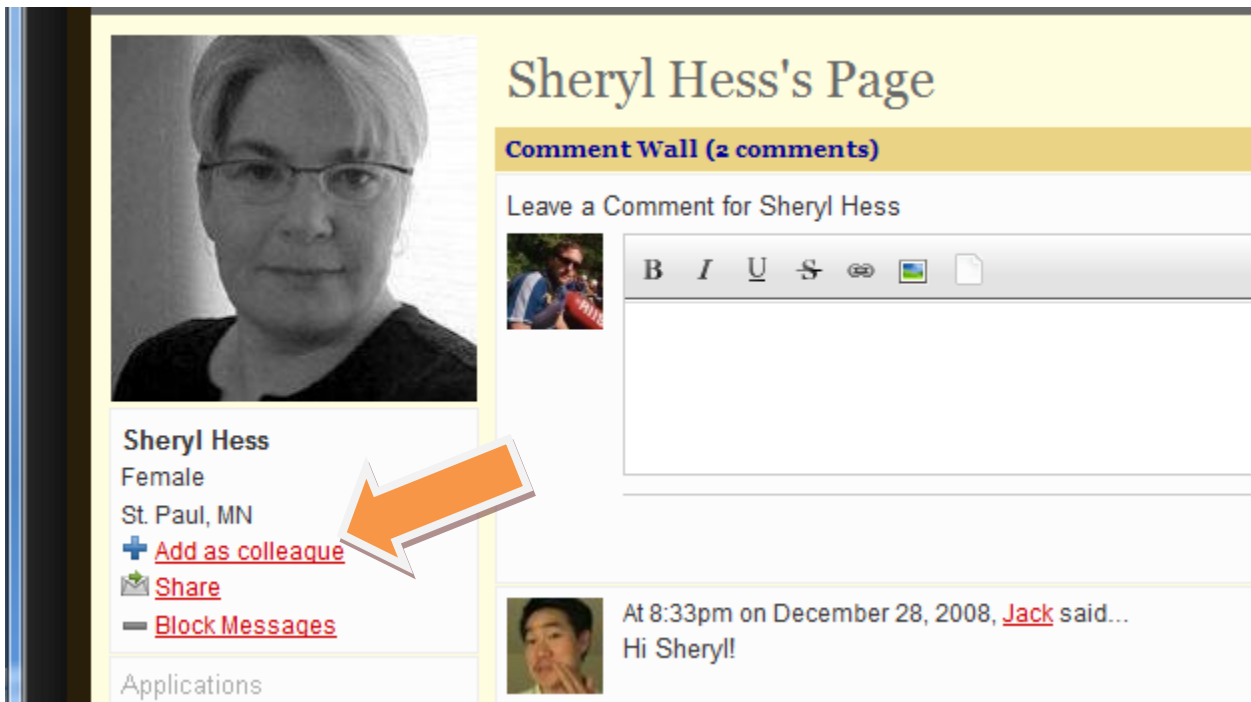 Sheryl Hess's Page
Comment Wall (2 comments)
Leave a Comment for Sheryl Hess
B I U S
Sheryl Hess
Female
St. Paul, MN
Add as colleague
Share
Block Messages
Applications
At 8:33pm on December 28, 2008, Jack said...
Hi Sheryl!